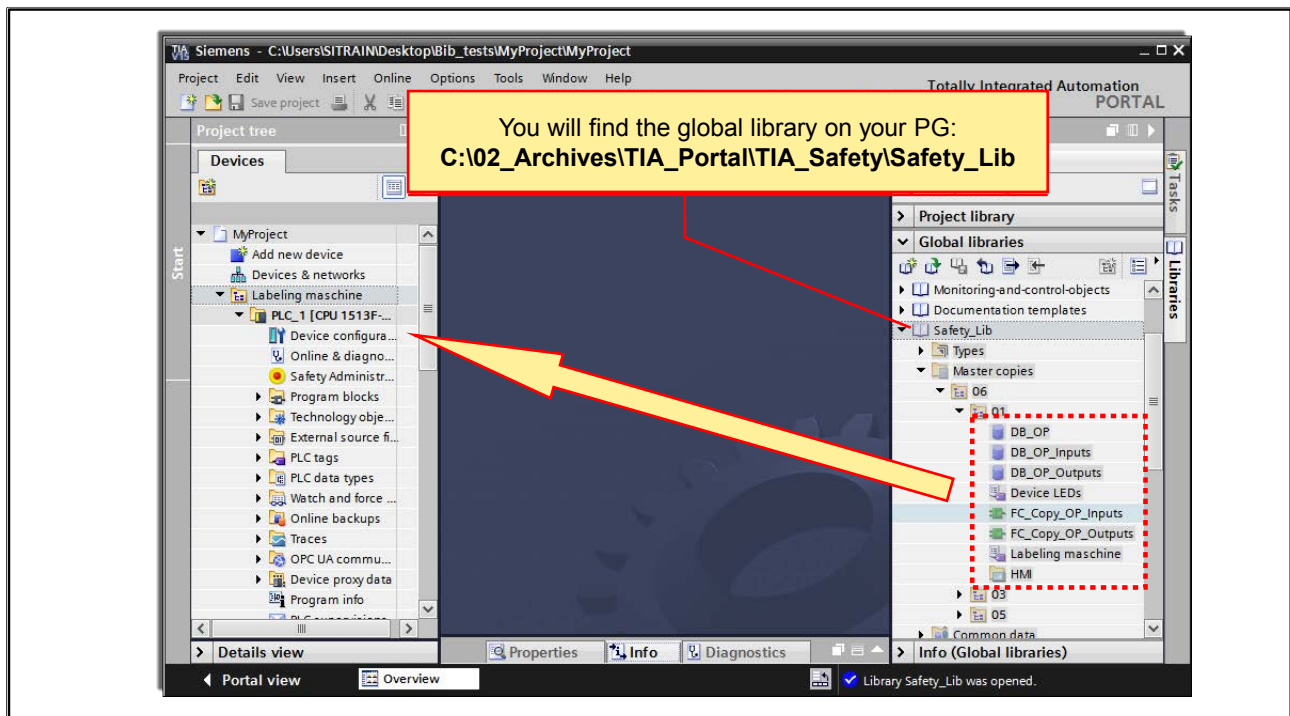 TIA V15 Siemens - C:\Users\SITRAIN\Desktop\Bib_tests\MyProject\MyProject
Project Edit View Insert Online Options Tools Window Help
Totally Integrated Automation
PORTAL
Save project
You will find the global library on your PG:
C:\02_Archives\TIA_Portal\TIA_Safety\Safety_Lib
Project tree
Devices
Start
MyProject
Add new device
Devices & networks
Labeling maschine
PLC_1 [CPU 1513F-...
Device configura...
Online & diagno...
Safety Administr...
Program blocks
Technology obje...
External source fi...
PLC tags
PLC data types
Watch and force ...
Online backups
Traces
OPC UA commu...
Device proxy data
Program info
Details view
Project library
Global libraries
Monitoring-and-control-objects
Documentation templates
Safety_Lib
Types
Master copies
06
01
DB_OP
DB_OP_Inputs
DB_OP_Outputs
Device LEDs
FC_Copy_OP_Inputs
FC_Copy_OP_Outputs
Labeling maschine
HMI
03
05
Common data
Info (Global libraries)
Tasks
Libraries
Properties Info Diagnostics
Portal view Overview
Library Safety_Lib was opened.